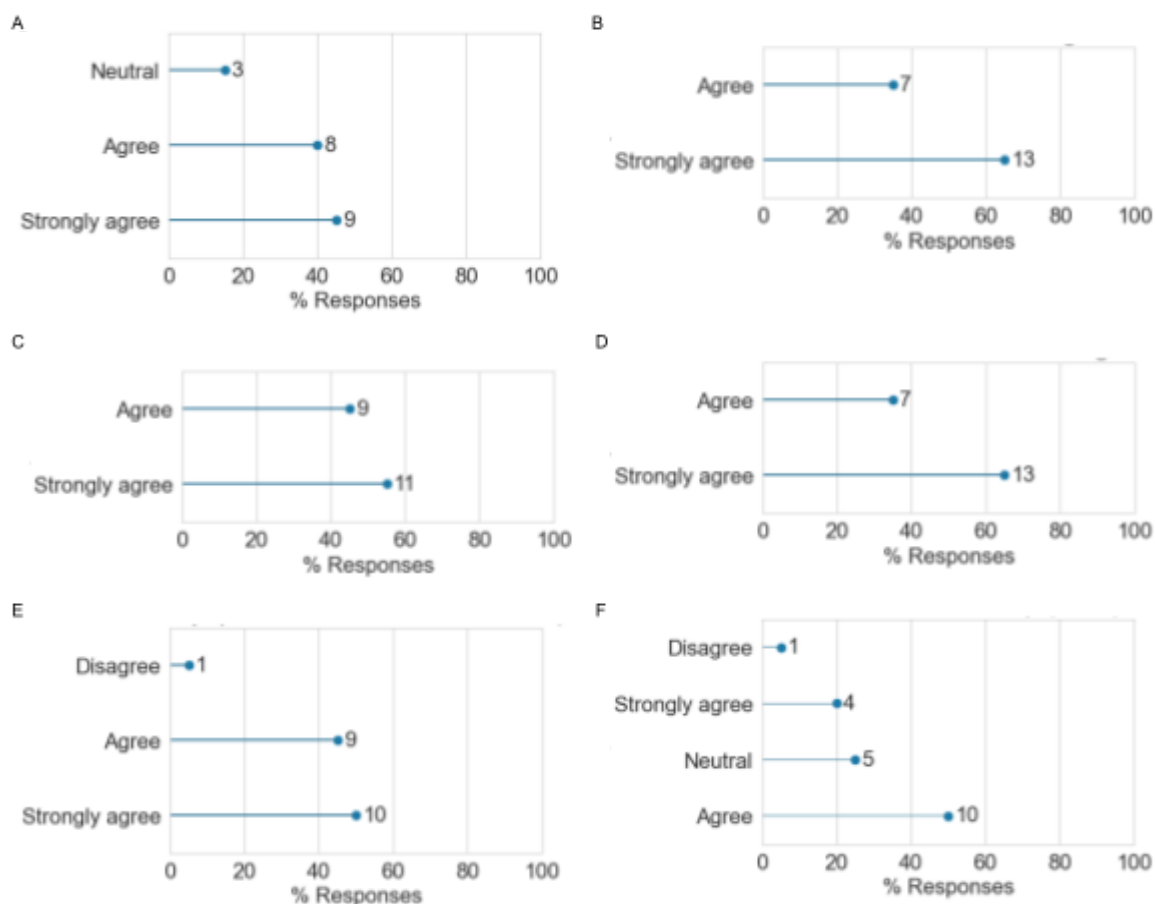 A
Neutral 3
Agree 8
Strongly agree 9
0 20 40 60 80 100
% Responses
B
Agree 7
Strongly agree 13
0 20 40 60 80 100
% Responses
C
Agree 9
Strongly agree 11
0 20 40 60 80 100
% Responses
D
Agree 7
Strongly agree 13
0 20 40 60 80 100
% Responses
E
Disagree 1
Agree 9
Strongly agree 10
0 20 40 60 80 100
% Responses
F
Disagree 1
Strongly agree 4
Neutral 5
Agree 10
0 20 40 60 80 100
% Responses